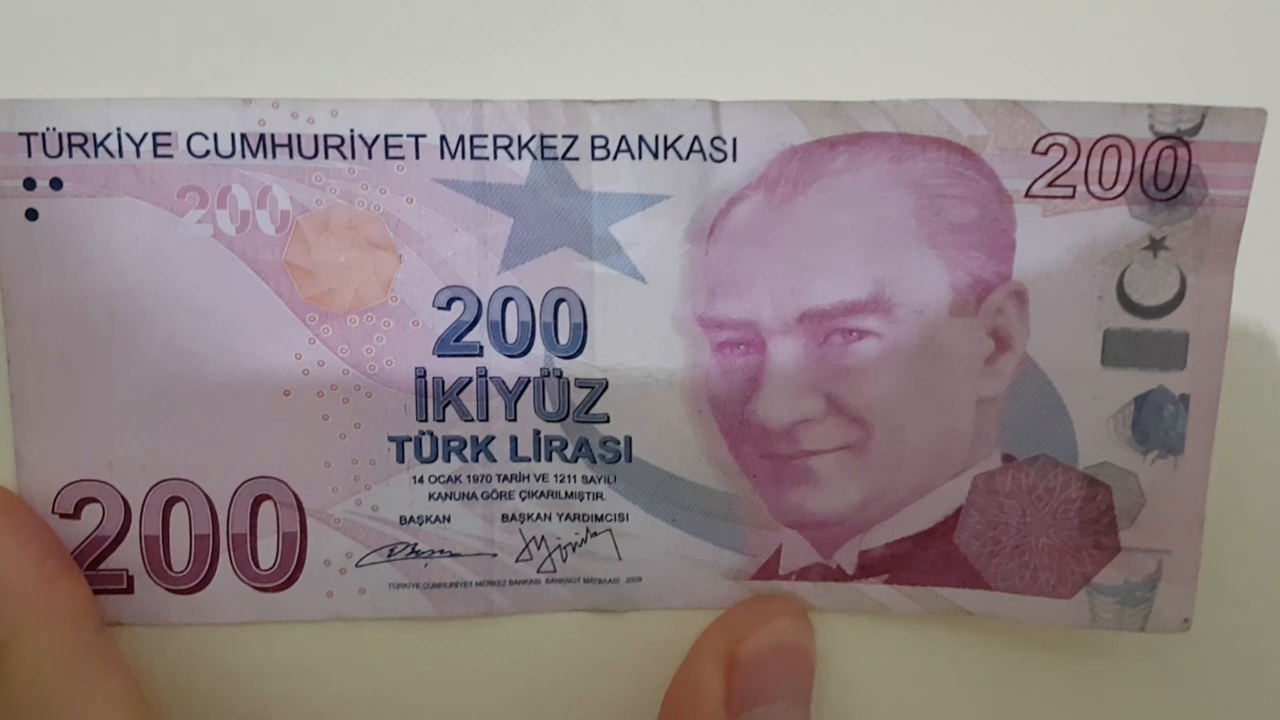 TÜRKİYE CUMHURİYET MERKEZ BANKASI
200
200
200
İKİYÜZ
TÜRK LİRASI
14 OCAK 1970 TARİH VE 1211 SAYILI
KANUNA GÖRE ÇIKARILMIŞTIR.
BAŞKAN BAŞKAN YARDIMCISI
200
TÜRKİYE CUMHURİYET MERKEZ BANKASI BANKNOT MATBAASI 2009